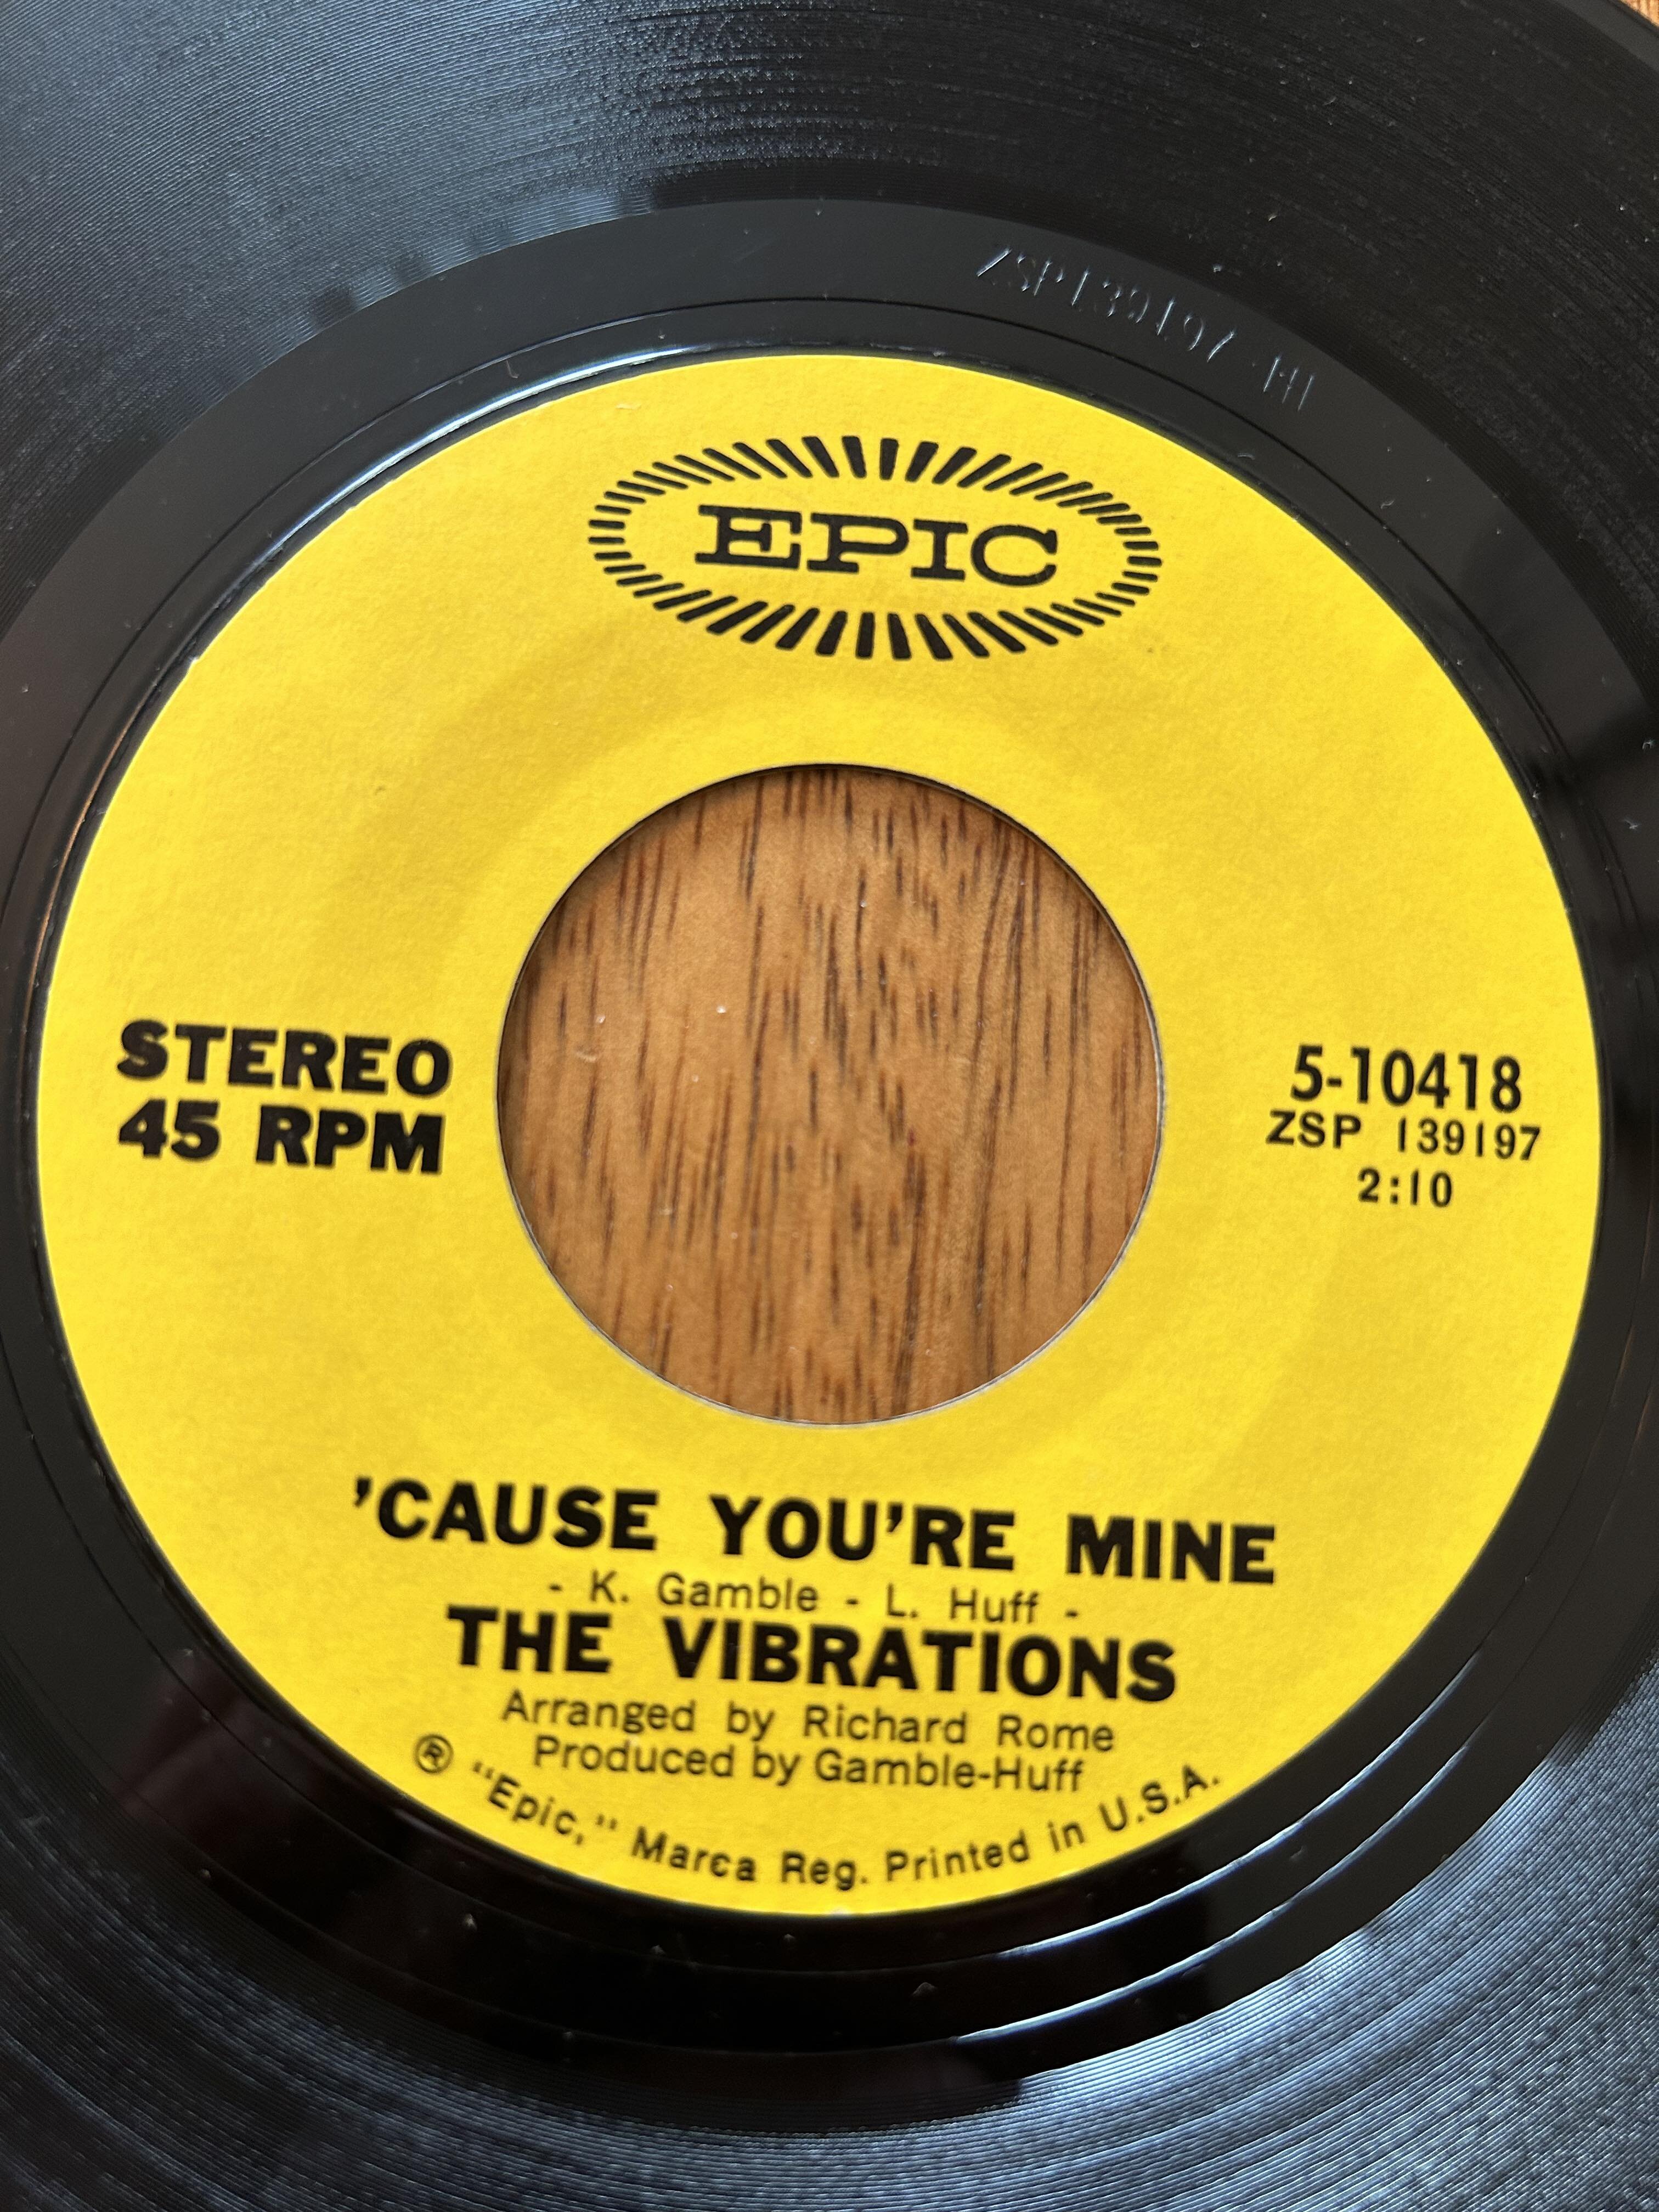 ZSP139197
EPIC
STEREO
45 RPM
5-10418
ZSP 139197
2:10
'CAUSE YOU'RE MINE
- K. Gamble - L. Huff -
THE VIBRATIONS
Arranged by Richard Rome
Produced by Gamble-Huff
® "Epic," Marca Reg. Printed in U.S.A.